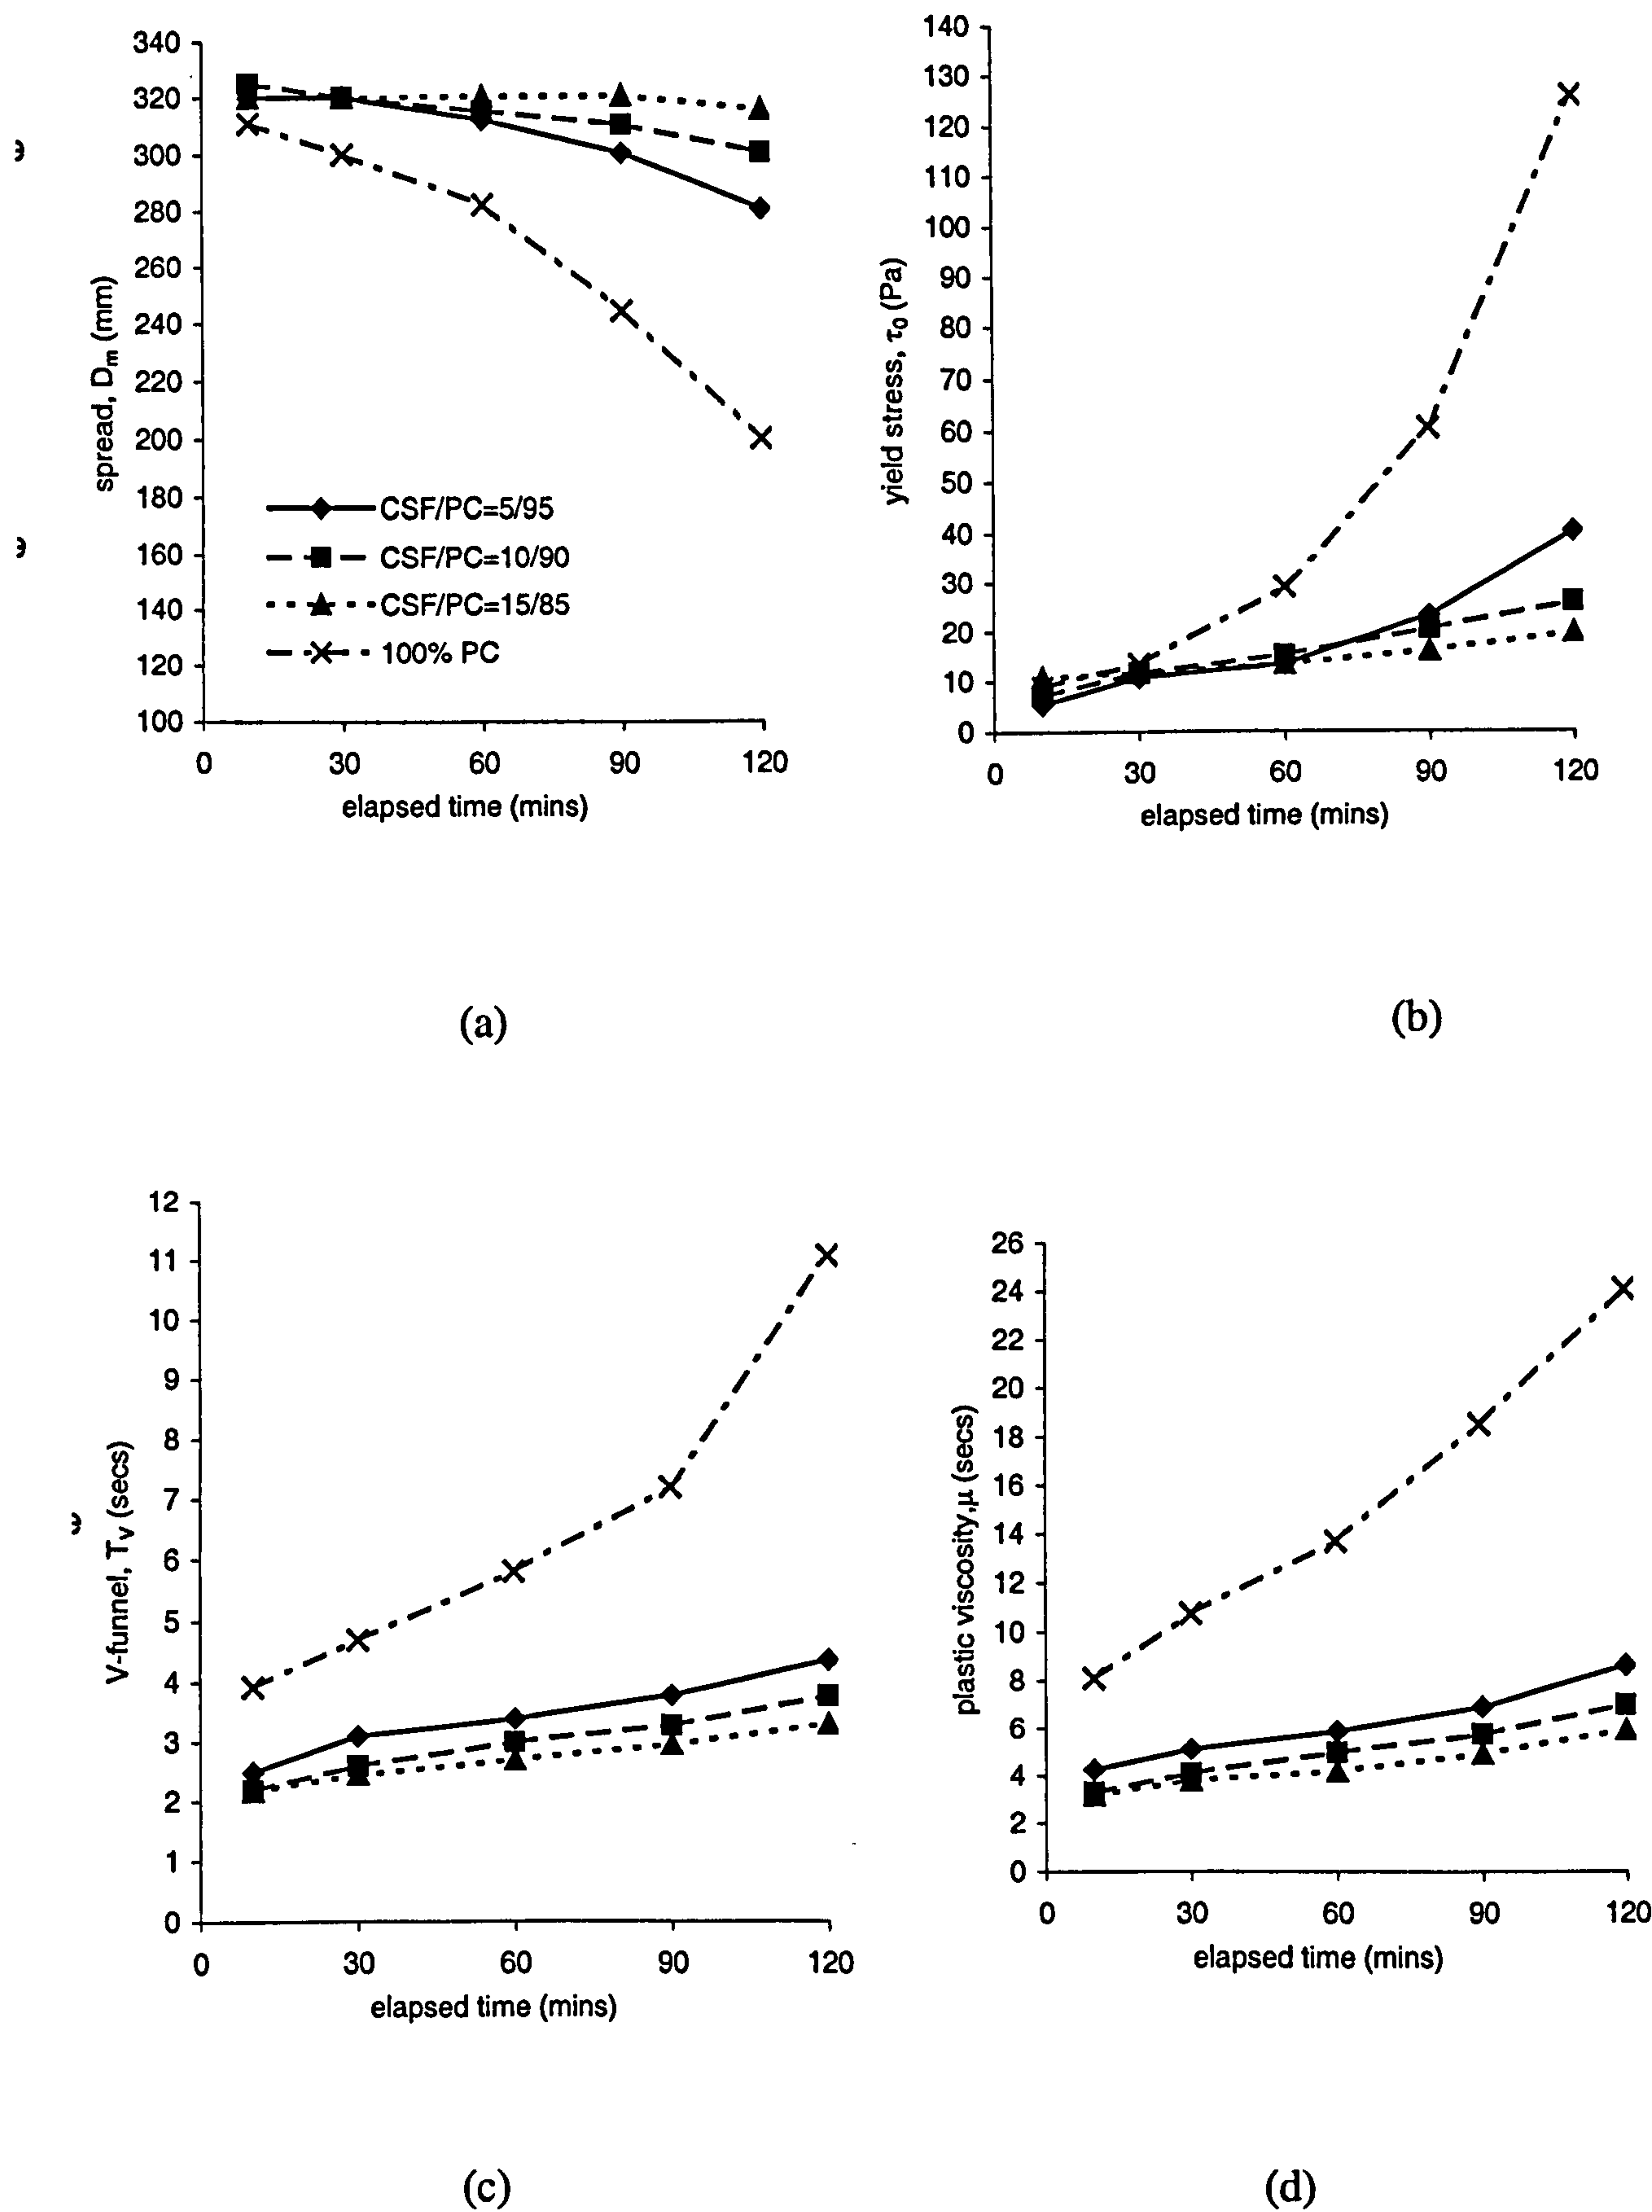 340
320
300
280
260
240
220
200
180
160
140
120
100
spread, Dm (mm)
CSF/PC=5/95
CSF/PC=10/90
CSF/PC=15/85
100% PC
0 30 60 90 120
elapsed time (mins)
(a)
140
130
120
110
100
90
80
70
60
50
40
30
20
10
0
yield stress, τ0 (Pa)
0 30 60 90 120
elapsed time (mins)
(b)
12
11
10
9
8
7
6
5
4
3
2
1
0
V-funnel, TV (secs)
0 30 60 90 120
elapsed time (mins)
(c)
26
24
22
20
18
16
14
12
10
8
6
4
2
0
plastic viscosity,μ (secs)
0 30 60 90 120
elapsed time (mins)
(d)